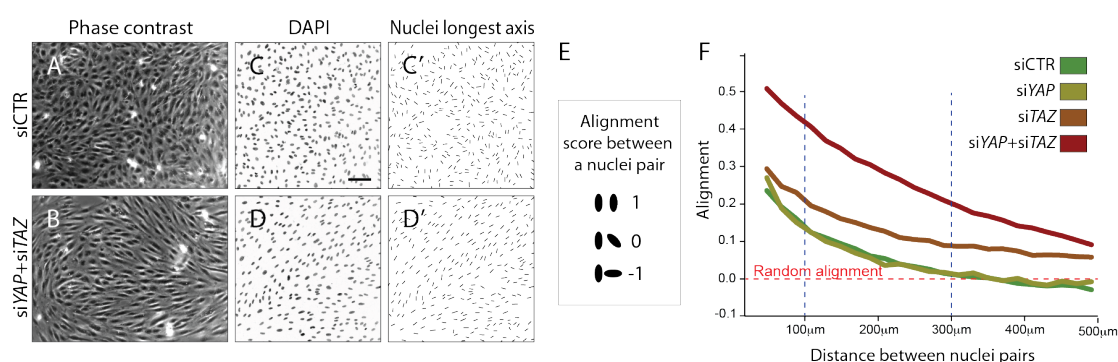 Phase contrast
DAPI
Nuclei longest axis
siCTR
siYAP+siTAZ
A
C
C′
B
D
D′
E
Alignment
score between
a nuclei pair
1
0
-1
F
siCTR
siYAP
siTAZ
siYAP+siTAZ
Alignment
0.5
0.4
0.3
0.2
0.1
0.0
-0.1
Random alignment
100µm
200µm
300µm
400µm
500µm
Distance between nuclei pairs